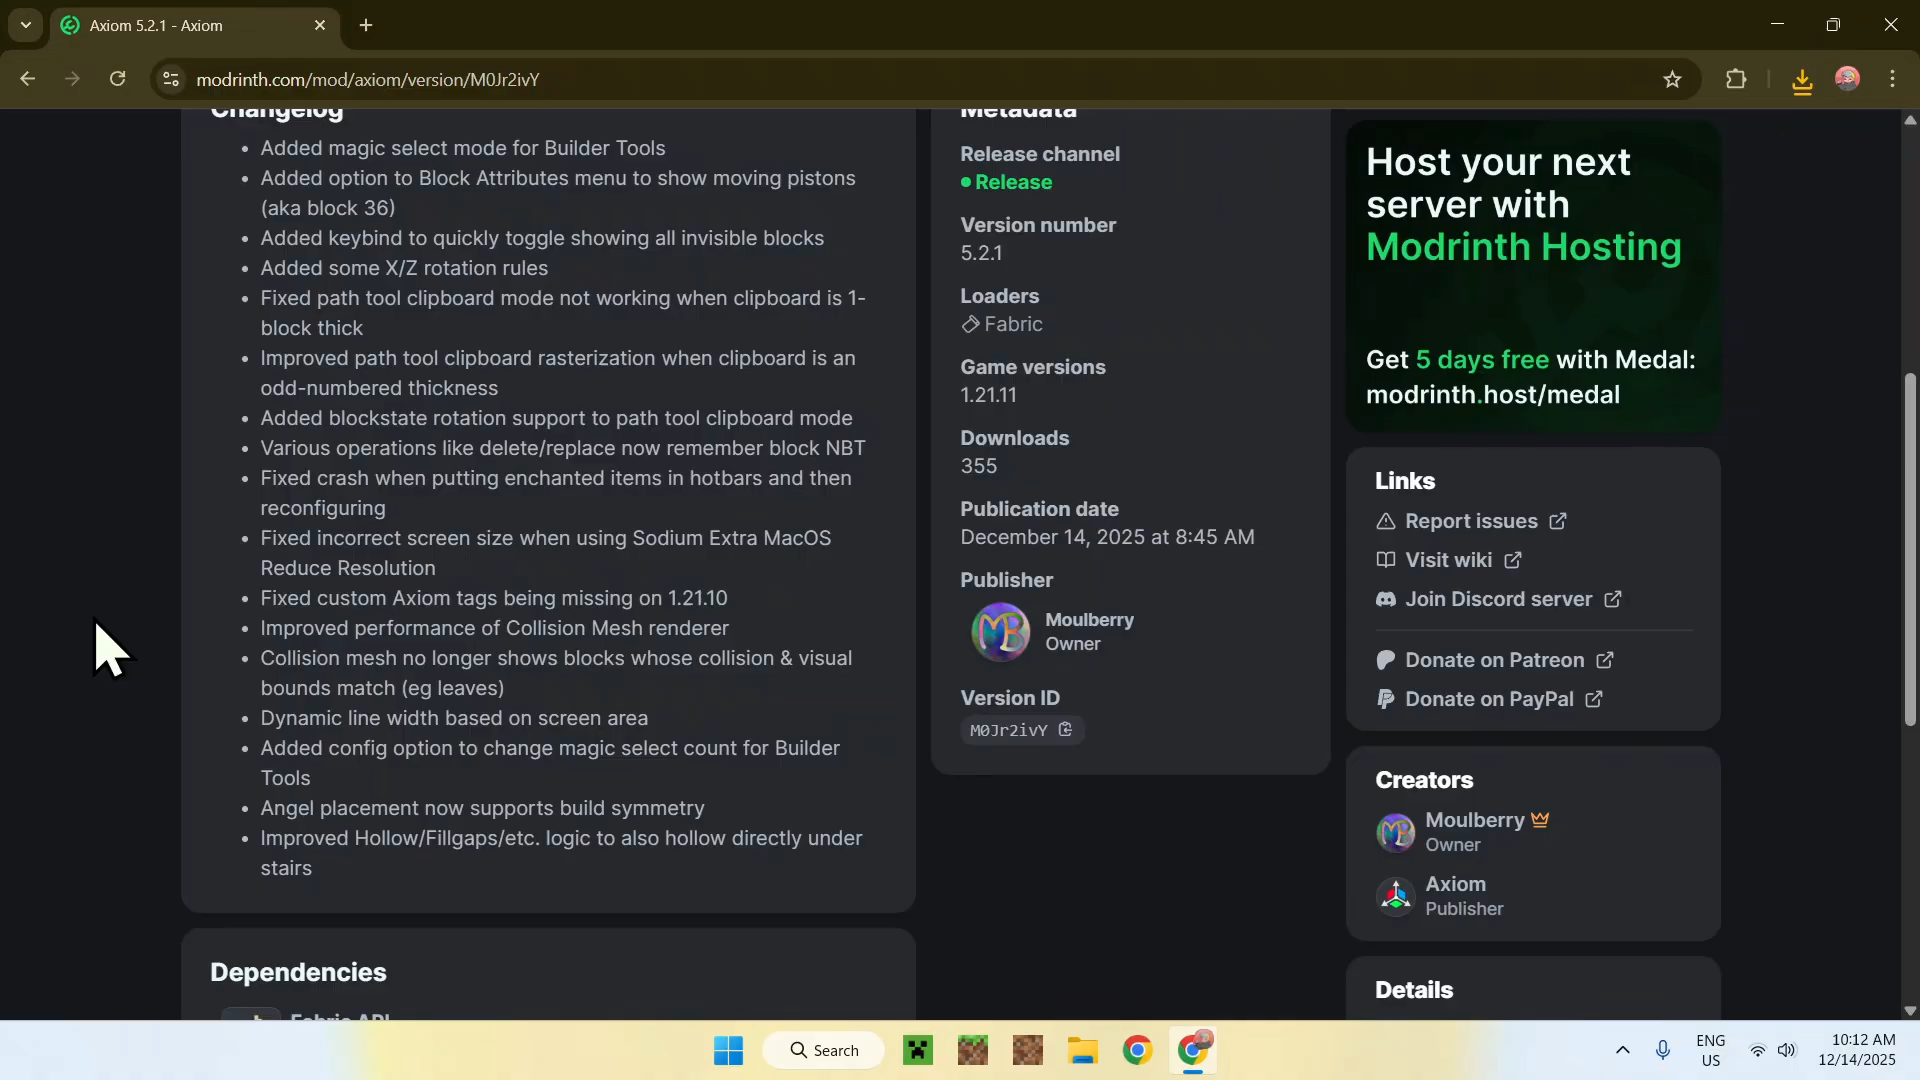 Axiom 5.2.1 - Axiom
modrinth.com/mod/axiom/version/M0Jr2ivY
Changelog
• Added magic select mode for Builder Tools
• Added option to Block Attributes menu to show moving pistons
(aka block 36)
• Added keybind to quickly toggle showing all invisible blocks
• Added some X/Z rotation rules
• Fixed path tool clipboard mode not working when clipboard is 1-
block thick
• Improved path tool clipboard rasterization when clipboard is an
odd-numbered thickness
• Added blockstate rotation support to path tool clipboard mode
• Various operations like delete/replace now remember block NBT
• Fixed crash when putting enchanted items in hotbars and then
reconfiguring
• Fixed incorrect screen size when using Sodium Extra MacOS
Reduce Resolution
• Fixed custom Axiom tags being missing on 1.21.10
• Improved performance of Collision Mesh renderer
• Collision mesh no longer shows blocks whose collision & visual
bounds match (eg leaves)
• Dynamic line width based on screen area
• Added config option to change magic select count for Builder
Tools
• Angel placement now supports build symmetry
• Improved Hollow/Fillgaps/etc. logic to also hollow directly under
stairs
Dependencies
Fabric API
Metadata
Release channel
Release
Version number
5.2.1
Loaders
Fabric
Game versions
1.21.11
Downloads
355
Publication date
December 14, 2025 at 8:45 AM
Publisher
MB
Moulberry
Owner
Version ID
M0Jr2ivY
Host your next
server with
Modrinth Hosting
Get 5 days free with Medal:
modrinth.host/medal
Links
Report issues
Visit wiki
Join Discord server
Donate on Patreon
Donate on PayPal
Creators
MB
Moulberry
Owner
Axiom
Publisher
Details
Search
ENG
US
10:12 AM
12/14/2025